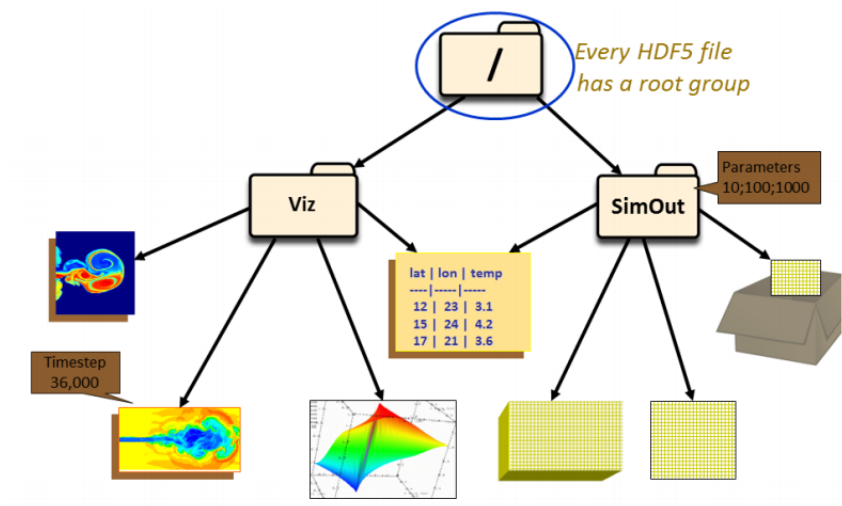 /
Every HDF5 file
has a root group
Parameters
10;100;1000
Viz
SimOut
lat | lon | temp
----|-----|-----
12 | 23 | 3.1
15 | 24 | 4.2
17 | 21 | 3.6
Timestep
36,000